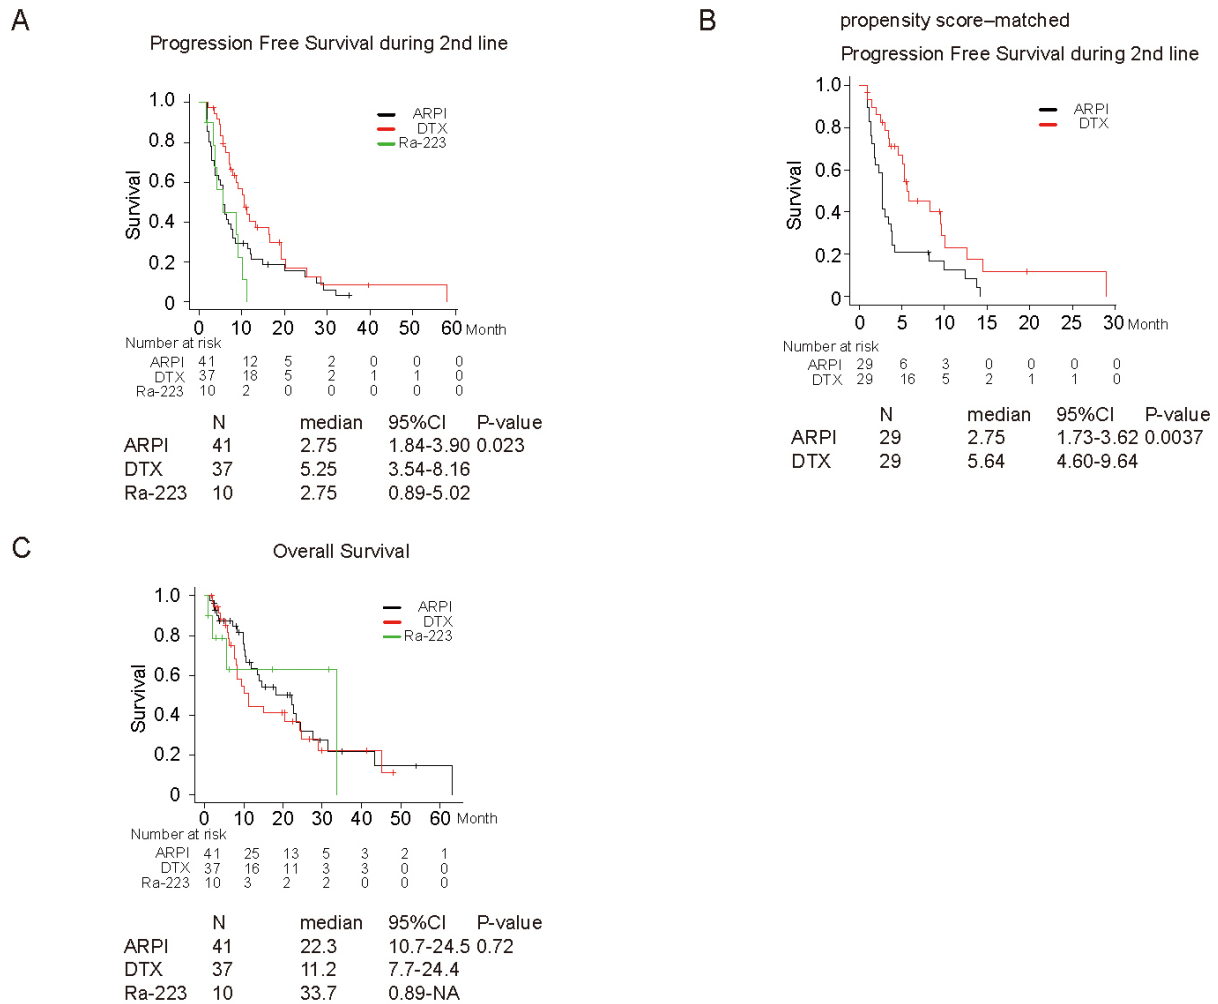 A
Progression Free Survival during 2nd line
Survival
1.0
0.8
0.6
0.4
0.2
0
ARPI
DTX
Ra-223
0 10 20 30 40 50 60 Month
Number at risk
ARPI 41 12 5 2 0 0 0
DTX 37 18 5 2 1 1 0
Ra-223 10 2 0 0 0 0 0
N median 95%CI P-value
ARPI 41 2.75 1.84-3.90 0.023
DTX 37 5.25 3.54-8.16
Ra-223 10 2.75 0.89-5.02
B
propensity score–matched
Progression Free Survival during 2nd line
Survival
1.0
0.8
0.6
0.4
0.2
0
ARPI
DTX
0 5 10 15 20 25 30 Month
Number at risk
ARPI 29 6 3 0 0 0 0
DTX 29 16 5 2 1 1 0
N median 95%CI P-value
ARPI 29 2.75 1.73-3.62 0.0037
DTX 29 5.64 4.60-9.64
C
Overall Survival
Survival
1.0
0.8
0.6
0.4
0.2
0
ARPI
DTX
Ra-223
0 10 20 30 40 50 60 Month
Number at risk
ARPI 41 25 13 5 3 2 1
DTX 37 16 11 3 3 0 0
Ra-223 10 3 2 2 0 0 0
N median 95%CI P-value
ARPI 41 22.3 10.7-24.5 0.72
DTX 37 11.2 7.7-24.4
Ra-223 10 33.7 0.89-NA